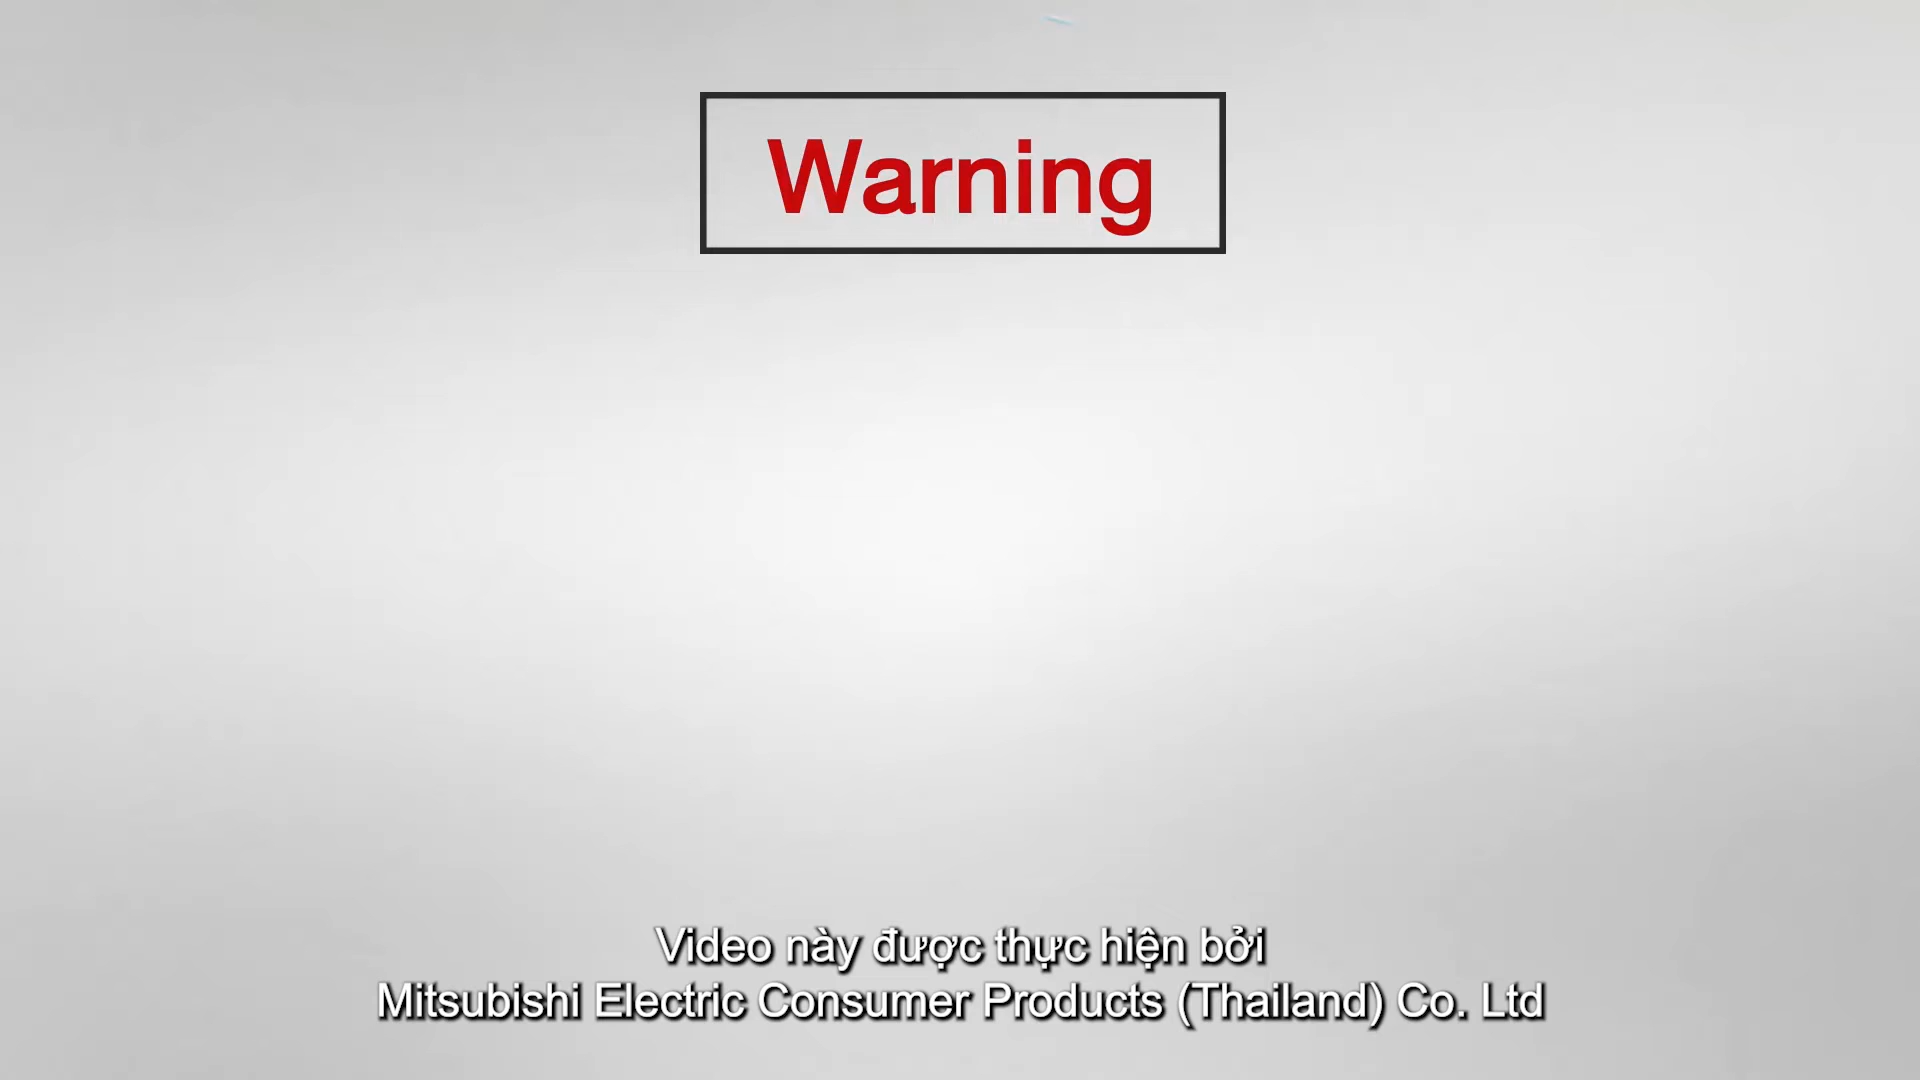 Warning
Video này được thực hiện bởi
Mitsubishi Electric Consumer Products (Thailand) Co. Ltd